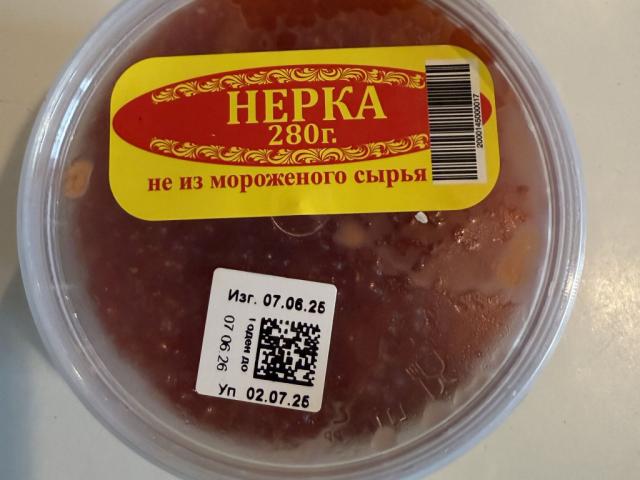 НЕРКА
280г.
не из мороженого сырья
2000145000017
Изг. 07.06.25
Годен до
07 06 26
Уп 02.07.25